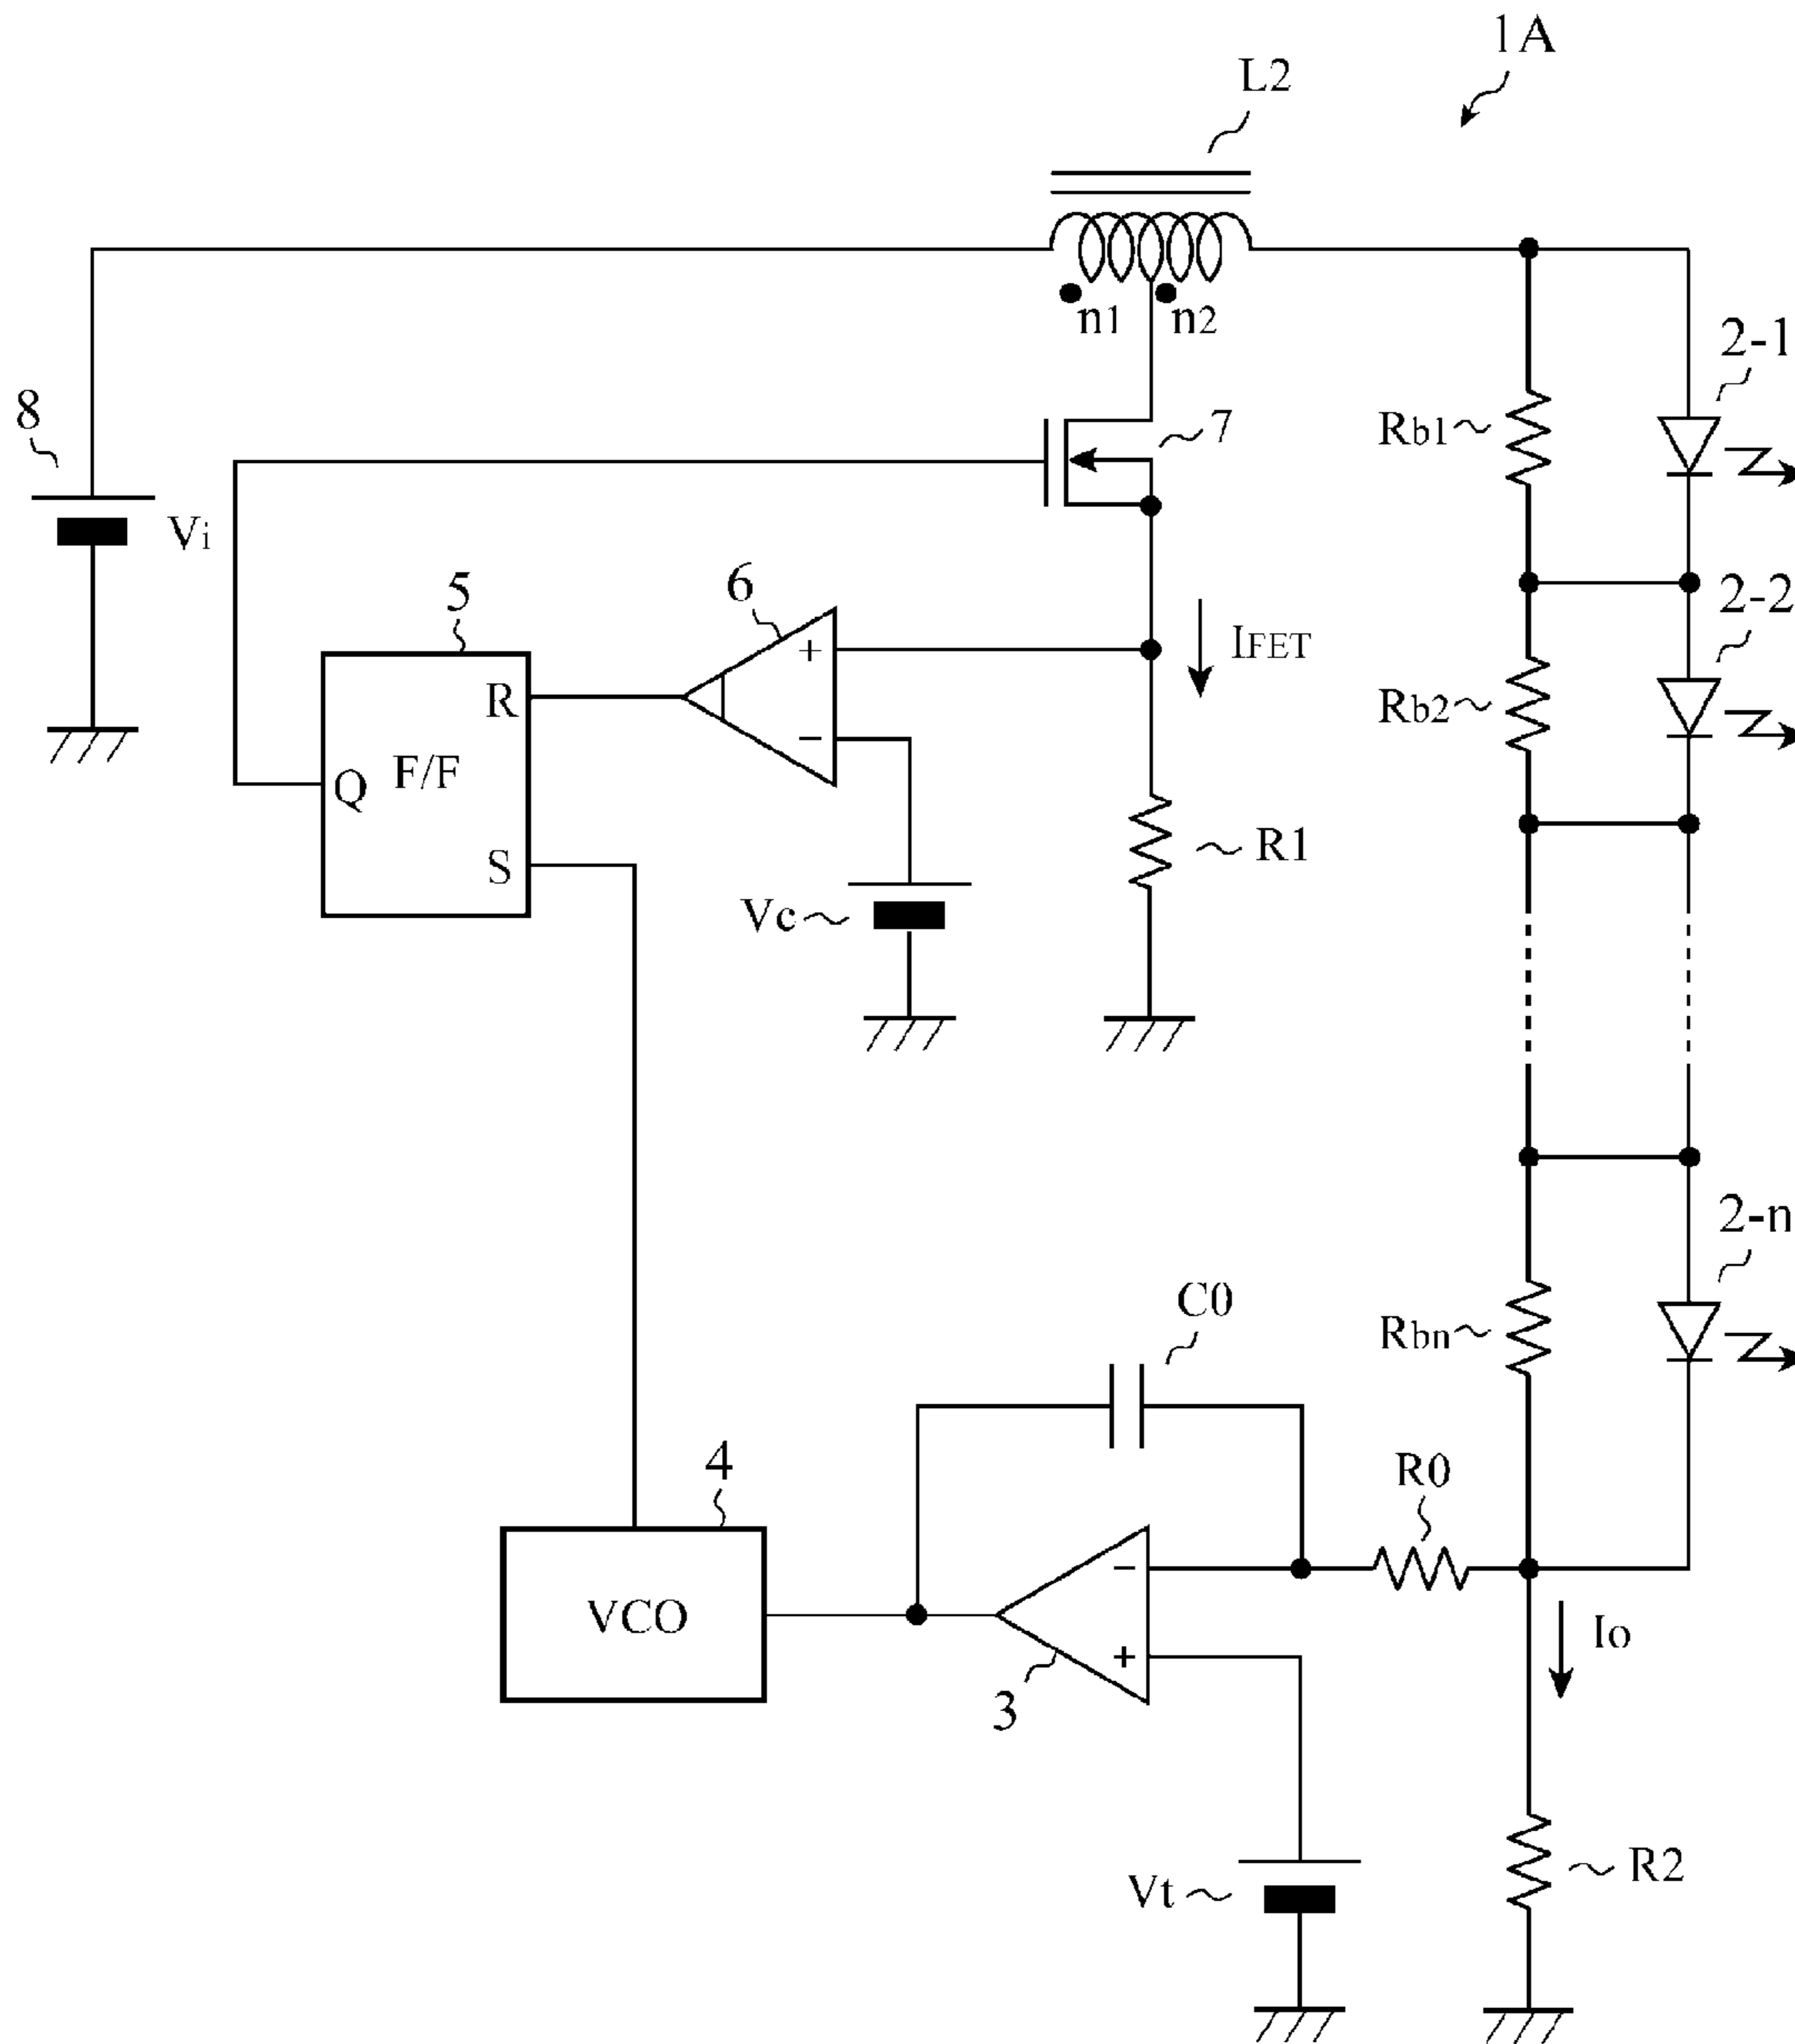 1A
L2
n1
n2
2-1
8
Rb1
7
Vi
5
6
2-2
+
IFET
R
Rb2
F/F
Q
−
S
R1
Vc
2-n
C0
Rbn
4
R0
−
VCO
Io
+
3
Vt
R2